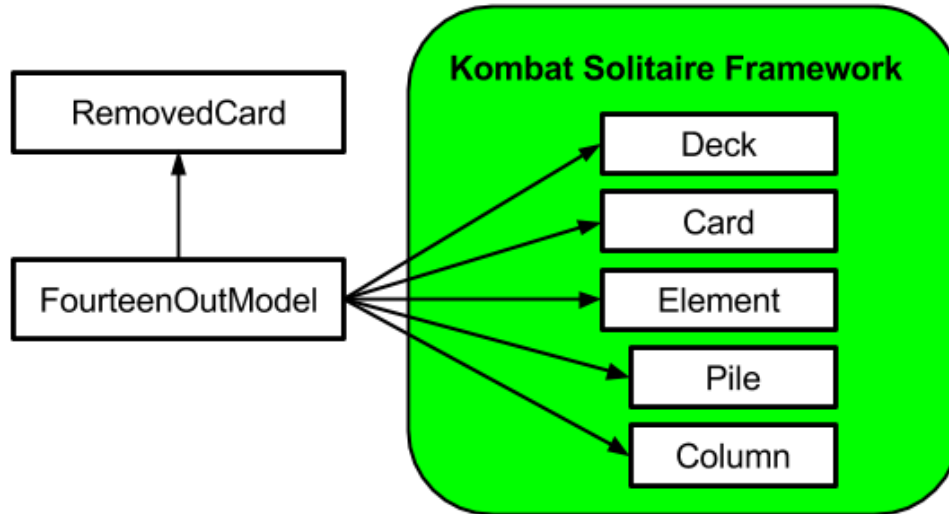 Kombat Solitaire Framework
RemovedCard
Deck
Card
FourteenOutModel
Element
Pile
Column